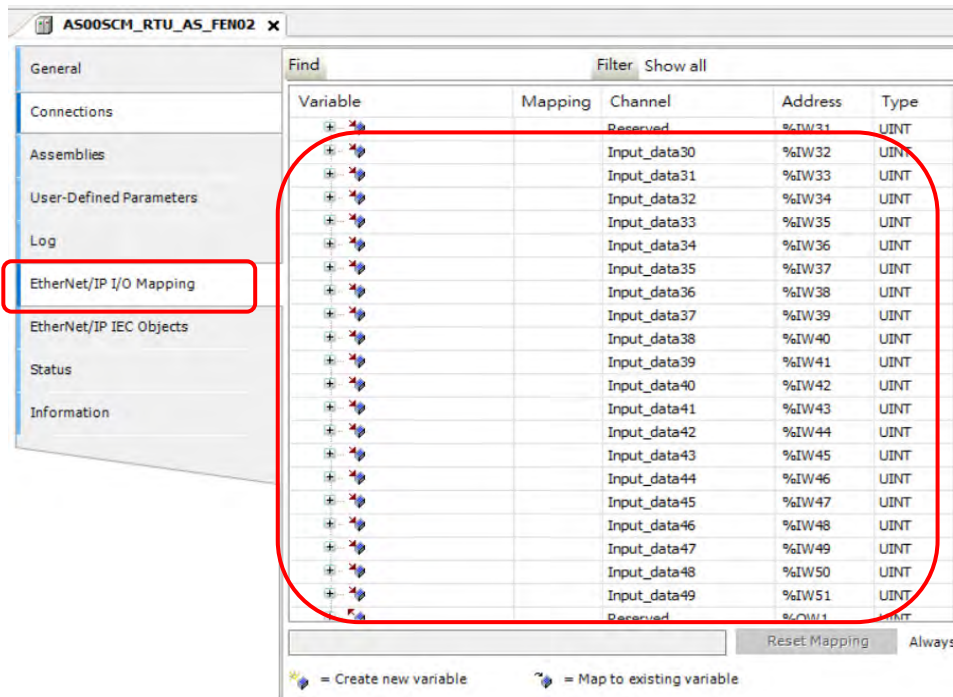 AS00SCM_RTU_AS_FEN02 x
General
Connections
Assemblies
User-Defined Parameters
Log
EtherNet/IP I/O Mapping
EtherNet/IP IEC Objects
Status
Information
Find Filter Show all
Variable Mapping Channel Address Type
Reserved %IW31 UINT
Input_data30 %IW32 UINT
Input_data31 %IW33 UINT
Input_data32 %IW34 UINT
Input_data33 %IW35 UINT
Input_data34 %IW36 UINT
Input_data35 %IW37 UINT
Input_data36 %IW38 UINT
Input_data37 %IW39 UINT
Input_data38 %IW40 UINT
Input_data39 %IW41 UINT
Input_data40 %IW42 UINT
Input_data41 %IW43 UINT
Input_data42 %IW44 UINT
Input_data43 %IW45 UINT
Input_data44 %IW46 UINT
Input_data45 %IW47 UINT
Input_data46 %IW48 UINT
Input_data47 %IW49 UINT
Input_data48 %IW50 UINT
Input_data49 %IW51 UINT
Reserved %QW1 UINT
Reset Mapping Always
= Create new variable = Map to existing variable